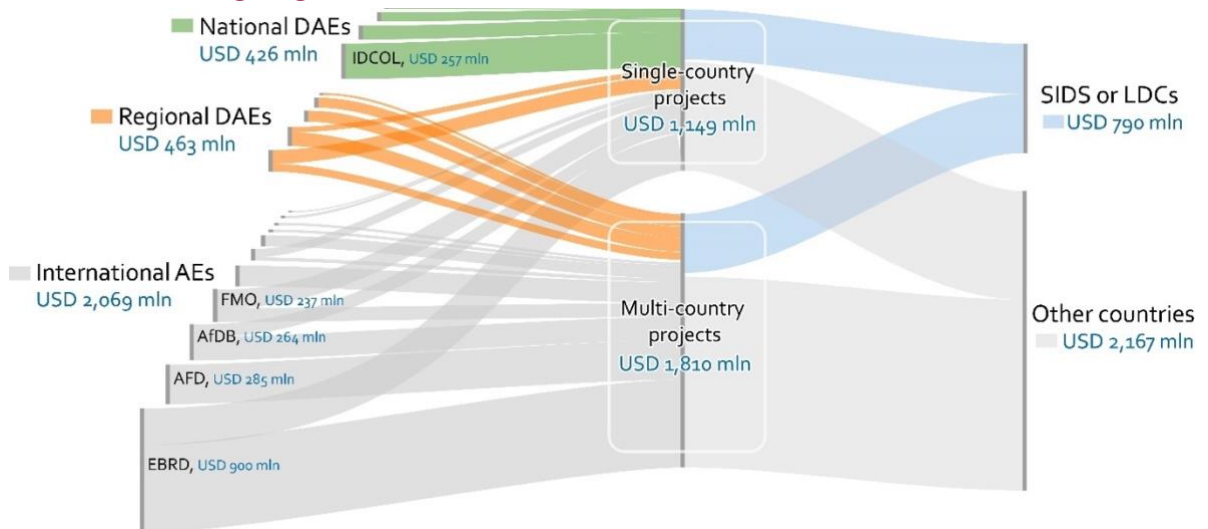 National DAEs
USD 426 mln
IDCOL, USD 257 mln
Regional DAEs
USD 463 mln
International AEs
USD 2,069 mln
FMO, USD 237 mln
AfDB, USD 264 mln
AFD, USD 285 mln
EBRD, USD 900 mln
Single-country
projects
USD 1,149 mln
Multi-country
projects
USD 1,810 mln
SIDS or LDCs
USD 790 mln
Other countries
USD 2,167 mln